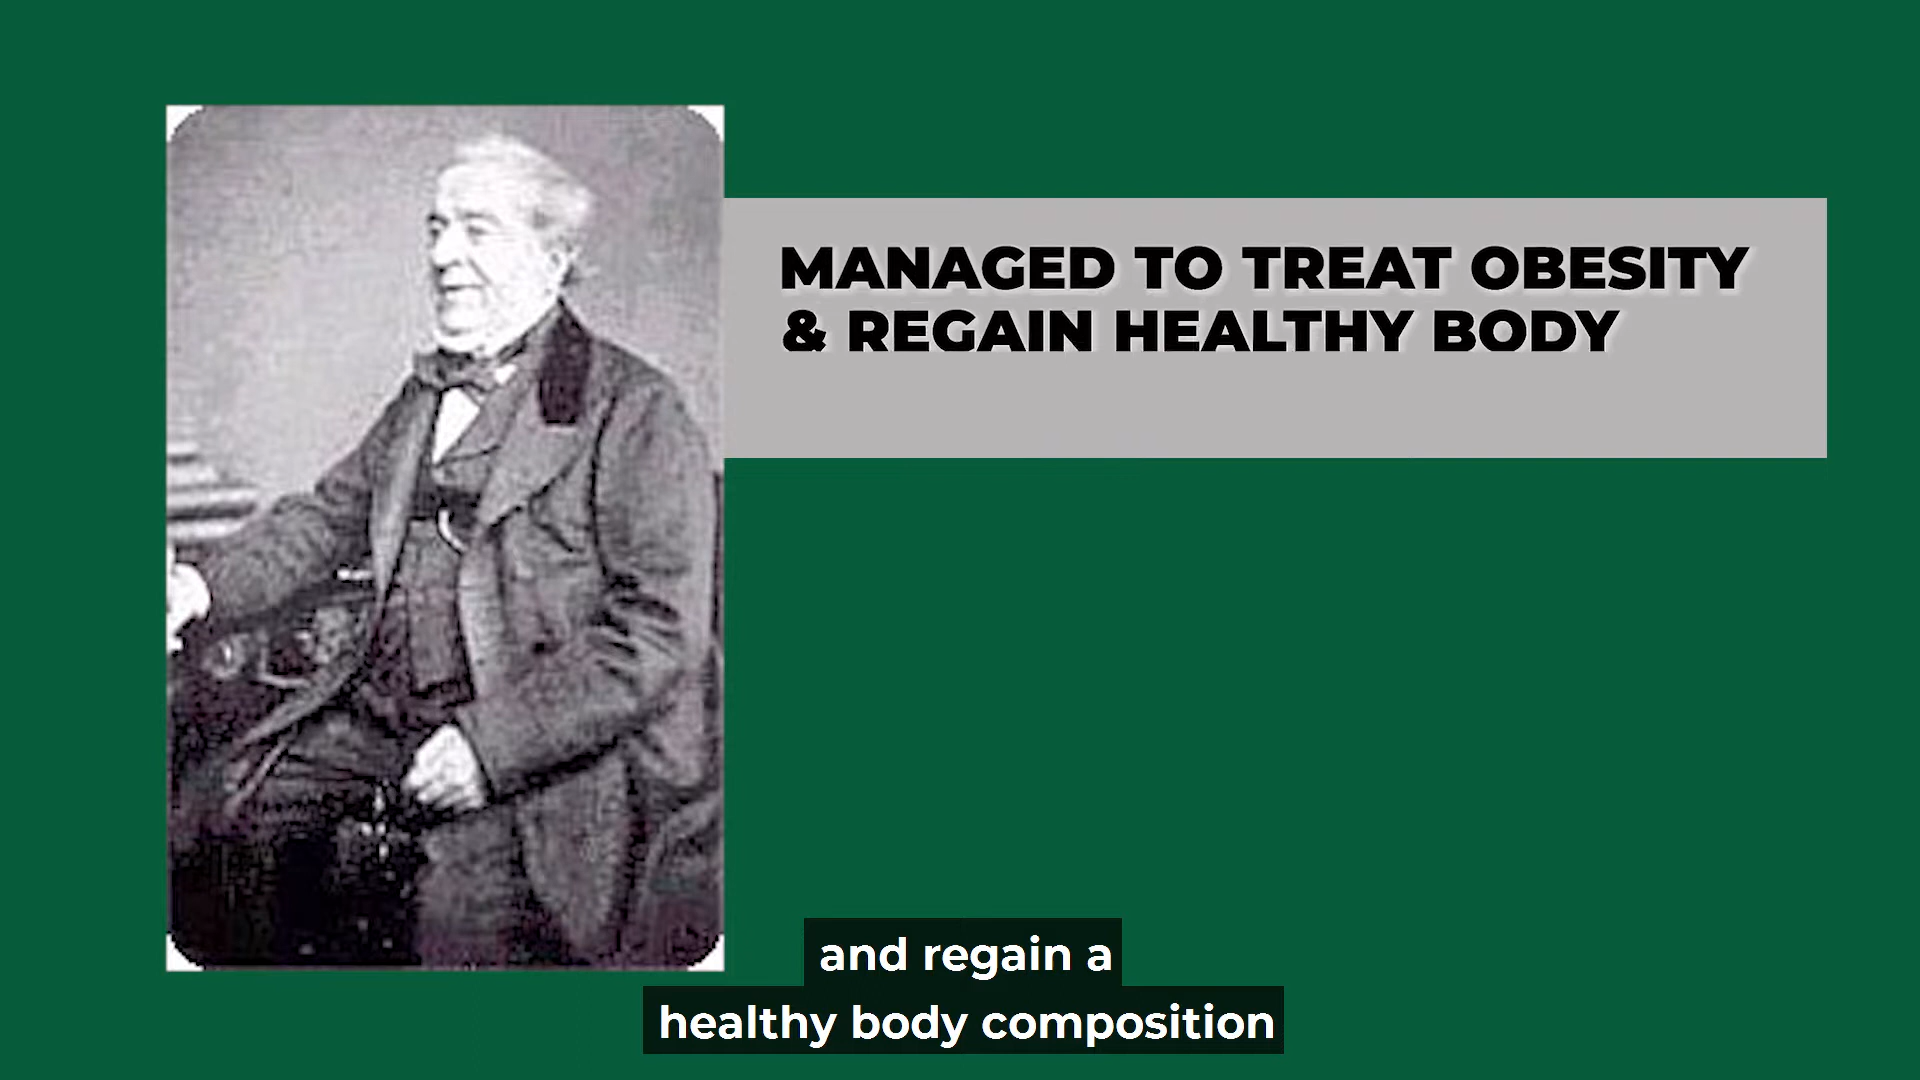 MANAGED TO TREAT OBESITY
& REGAIN HEALTHY BODY
and regain a
healthy body composition